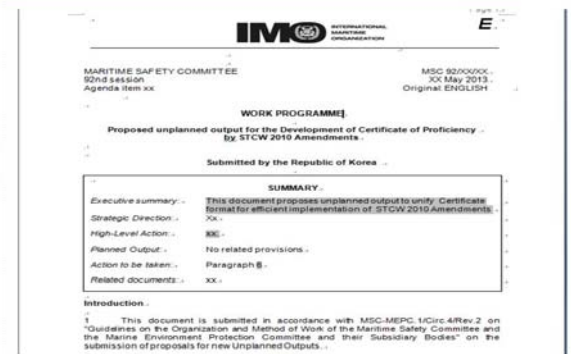 E
IMO INTERNATIONAL
MARITIME
ORGANIZATION
MARITIME SAFETY COMMITTEE
92nd session
Agenda item xx
MSC 92/XX/XX
XX May 2013
Original: ENGLISH
WORK PROGRAMME
Proposed unplanned output for the Development of Certificate of Proficiency
by STCW 2010 Amendments
Submitted by the Republic of Korea
SUMMARY
Executive summary: This document proposes unplanned output to unify Certificate
format for efficient implementation of STCW 2010 Amendments
Strategic Direction: Xx
High-Level Action: xx
Planned Output: No related provisions
Action to be taken: Paragraph 8
Related documents: xx
Introduction
1 This document is submitted in accordance with MSC-MEPC.1/Circ.4/Rev.2 on
"Guidelines on the Organization and Method of Work of the Maritime Safety Committee and
the Marine Environment Protection Committee and their Subsidiary Bodies" on the
submission of proposals for new Unplanned Outputs.